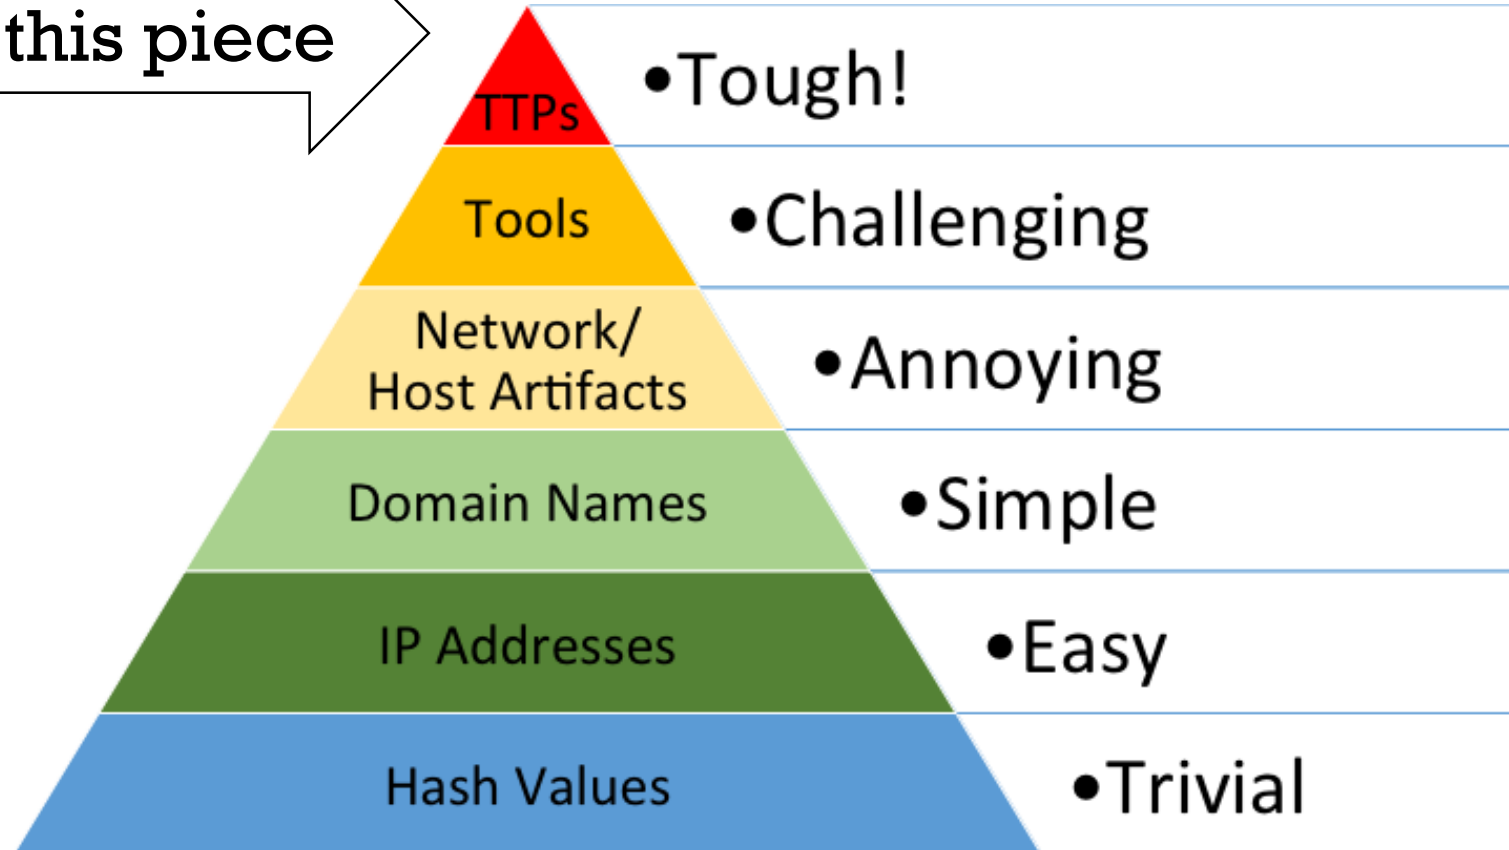 this piece
TTPs
•Tough!
Tools
•Challenging
Network/
Host Artifacts
•Annoying
Domain Names
•Simple
IP Addresses
•Easy
Hash Values
•Trivial